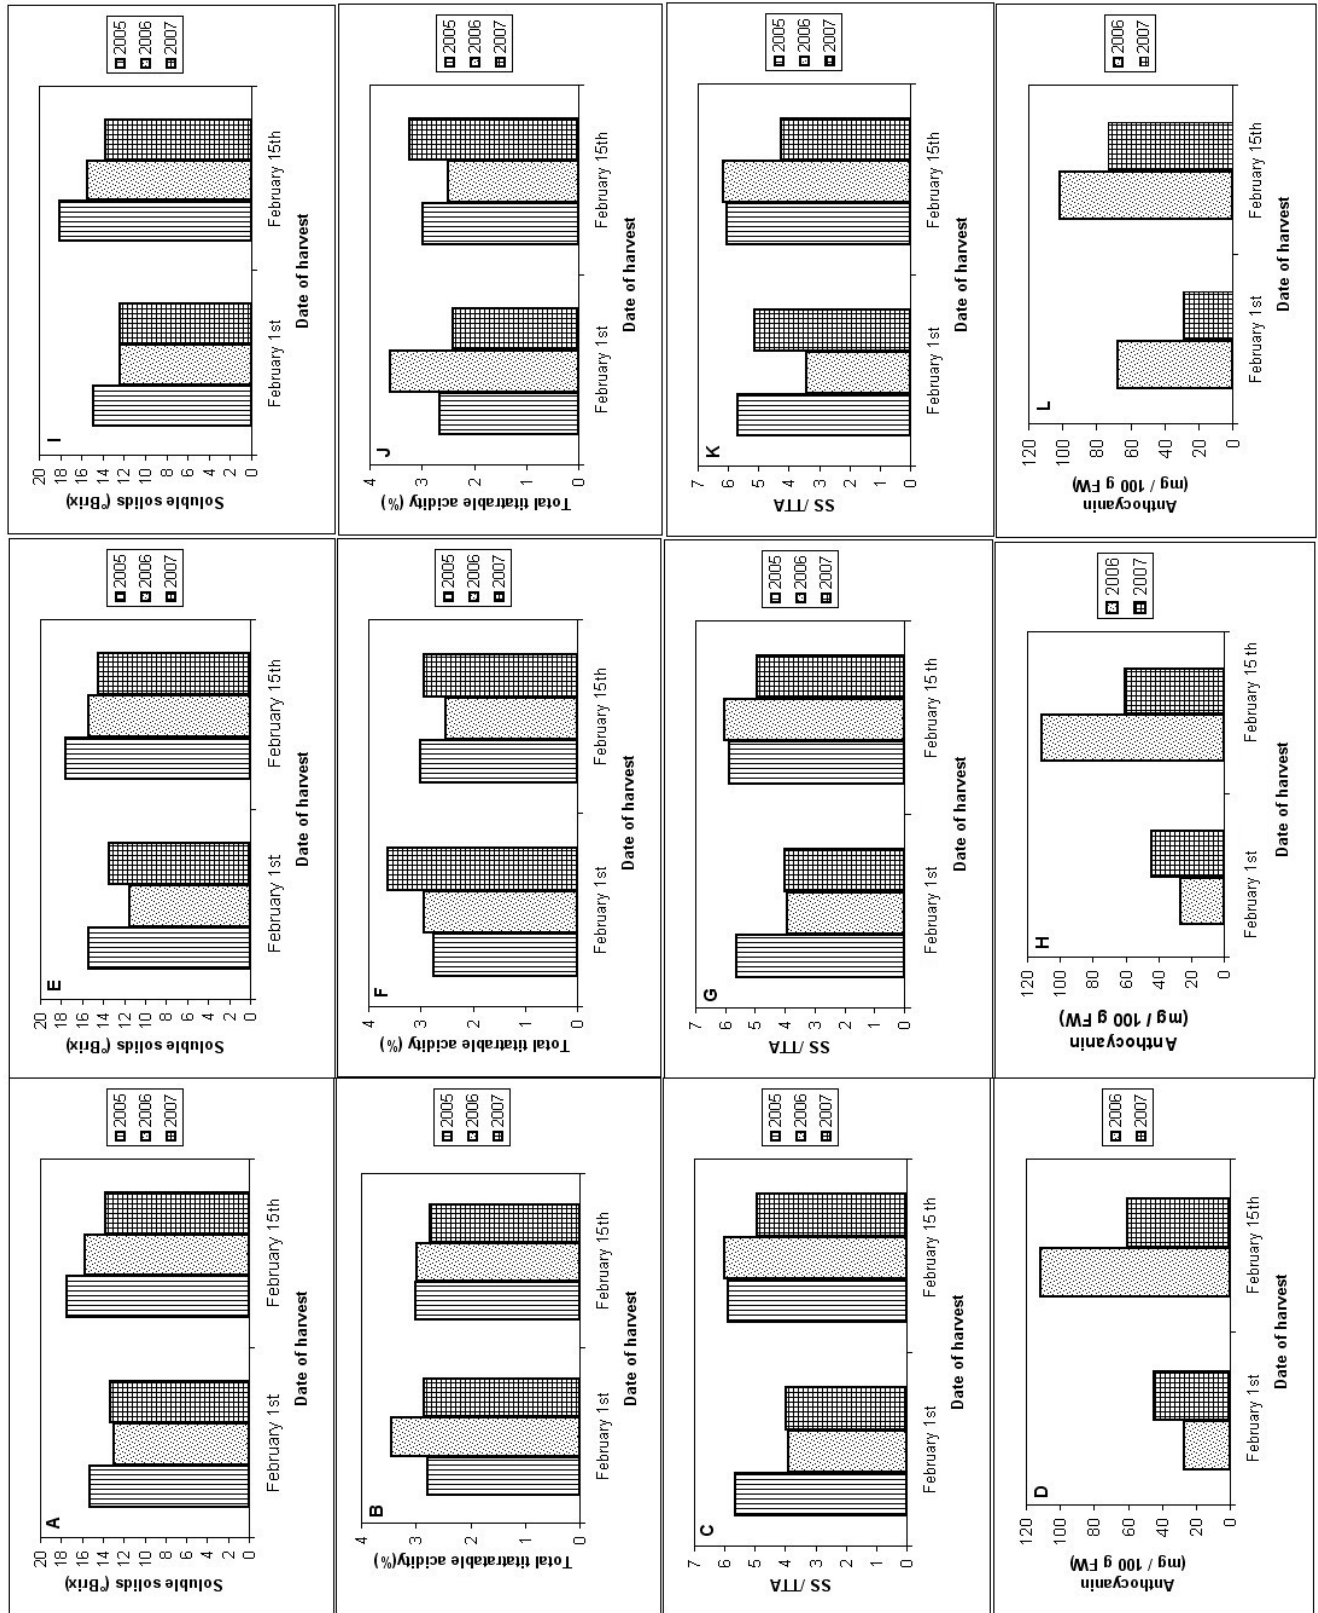 A
Soluble solids (°Brix)
20
18
16
14
12
10
8
6
4
2
0
February 1st February 15th
Date of harvest
2005
2006
2007
E
Soluble solids (°Brix)
20
18
16
14
12
10
8
6
4
2
0
February 1st February 15th
Date of harvest
2005
2006
2007
I
Soluble solids (°Brix)
20
18
16
14
12
10
8
6
4
2
0
February 1st February 15th
Date of harvest
2005
2006
2007
B
Total titatratable acidity(%)
4
3
2
1
0
February 1st February 15th
Date of harvest
2005
2006
2007
F
Total titatrable acidity (%)
4
3
2
1
0
February 1st February 15th
Date of harvest
2005
2006
2007
J
Total titatrable acidity (%)
4
3
2
1
0
February 1st February 15th
Date of harvest
2005
2006
2007
C
SS /TTA
7
6
5
4
3
2
1
0
February 1st February 15 th
Date of harvest
2005
2006
2007
G
SS /TTA
7
6
5
4
3
2
1
0
February 1st February 15 th
Date of harvest
2005
2006
2007
K
SS / TTA
7
6
5
4
3
2
1
0
February 1st February 15th
Date of harvest
2005
2006
2007
D
Anthocyanin
(mg / 100 g FW)
120
100
80
60
40
20
0
February 1st February 15 th
Date of harvest
2006
2007
H
Anthocyanin
(mg / 100 g FW)
120
100
80
60
40
20
0
February 1st February 15 th
Date of harvest
2006
2007
L
Anthocyanin
(mg / 100 g FW)
120
100
80
60
40
20
0
February 1st February 15th
Date of harvest
2006
2007